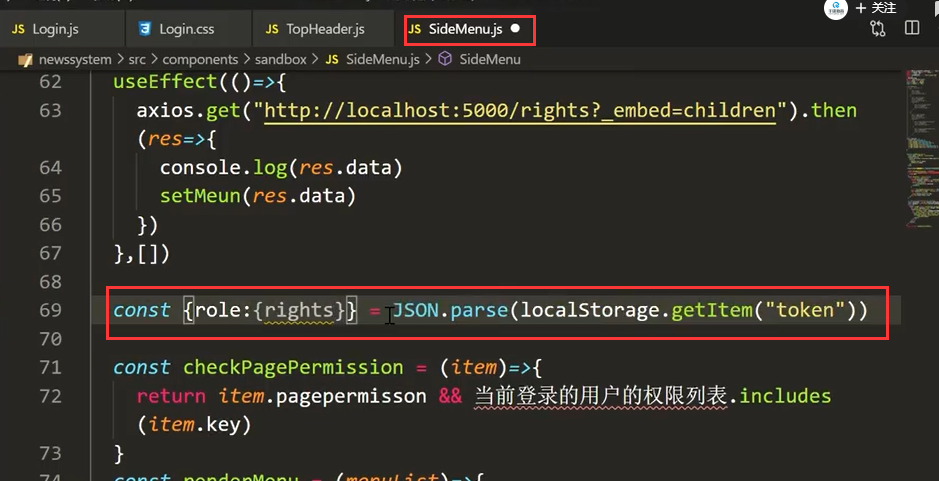 关注
Login.js
Login.css
TopHeader.js
SideMenu.js
newssystem > src > components > sandbox > JS SideMenu.js > SideMenu
62 useEffect(()=>{
63 axios.get("http://localhost:5000/rights?_embed=children").then
(res=>{
64 console.log(res.data)
65 setMeun(res.data)
66 })
67 },[])
68
69 const {role:{rights}} = JSON.parse(localStorage.getItem("token"))
70
71 const checkPagePermission = (item)=>{
72 return item.pagepermisson && 当前登录的用户的权限列表.includes
(item.key)
73 }
74 const renderMenu = (menuList)=>{